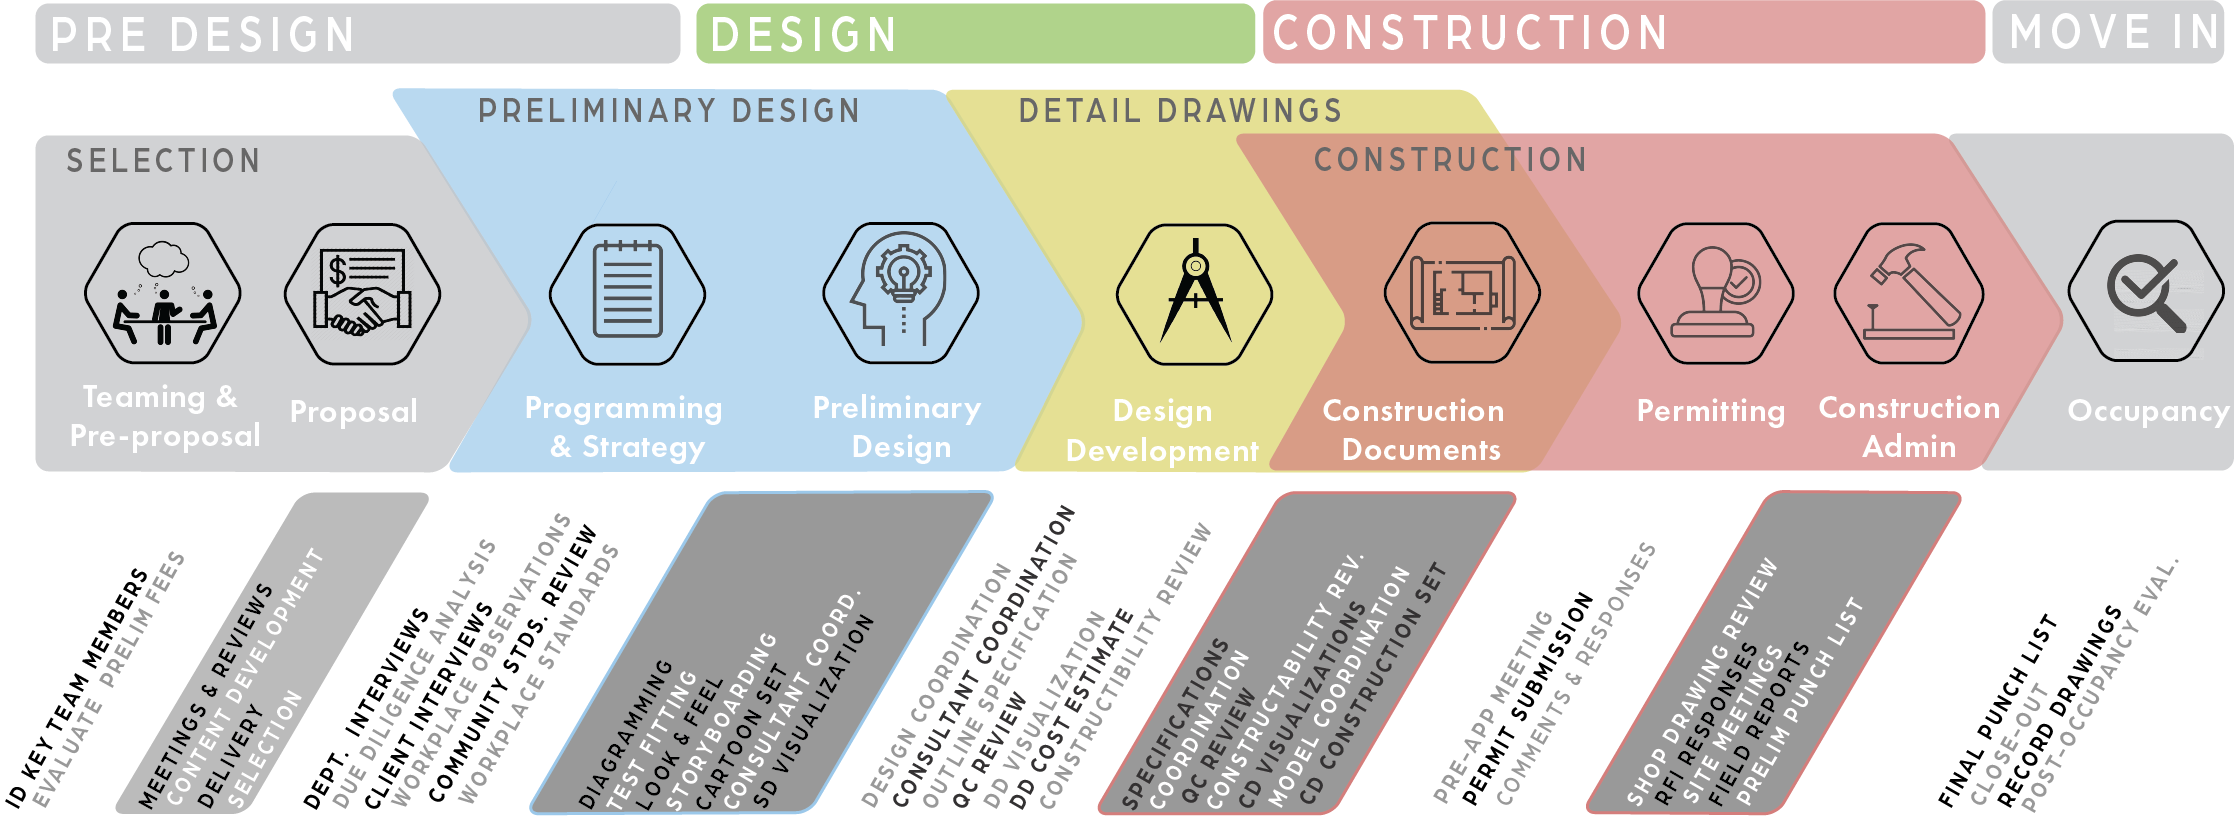 PRE DESIGN
DESIGN
CONSTRUCTION
MOVE IN
SELECTION
PRELIMINARY DESIGN
DETAIL DRAWINGS
CONSTRUCTION
$
Teaming &
Pre-proposal
Proposal
Programming
& Strategy
Preliminary
Design
Design
Development
Construction
Documents
Permitting
Construction
Admin
Occupancy
ID KEY TEAM MEMBERS
EVALUATE PRELIM FEES
MEETINGS & REVIEWS
CONTENT DEVELOPMENT
DELIVERY
SELECTION
DEPT. INTERVIEWS
DUE DILIGENCE ANALYSIS
CLIENT INTERVIEWS
WORKPLACE OBSERVATIONS
COMMUNITY STDS. REVIEW
WORKPLACE STANDARDS
DIAGRAMMING
TEST FITTING
LOOK & FEEL
STORYBOARDING
CARTOON SET
CONSULTANT COORD.
SD VISUALIZATION
DESIGN COORDINATION
CONSULTANT COORDINATION
OUTLINE SPECIFICATION
QC REVIEW
DD VISUALIZATION
DD COST ESTIMATE
CONSTRUCTIBILITY REVIEW
SPECIFICATIONS
COORDINATION
QC REVIEW
CONSTRUCTABILITY REV.
CD VISUALIZATIONS
MODEL COORDINATION
CD CONSTRUCTION SET
PRE-APP MEETING
PERMIT SUBMISSION
COMMENTS & RESPONSES
SHOP DRAWING REVIEW
RFI RESPONSES
SITE MEETINGS
FIELD REPORTS
PRELIM PUNCH LIST
FINAL PUNCH LIST
CLOSE-OUT
RECORD DRAWINGS
POST-OCCUPANCY EVAL.